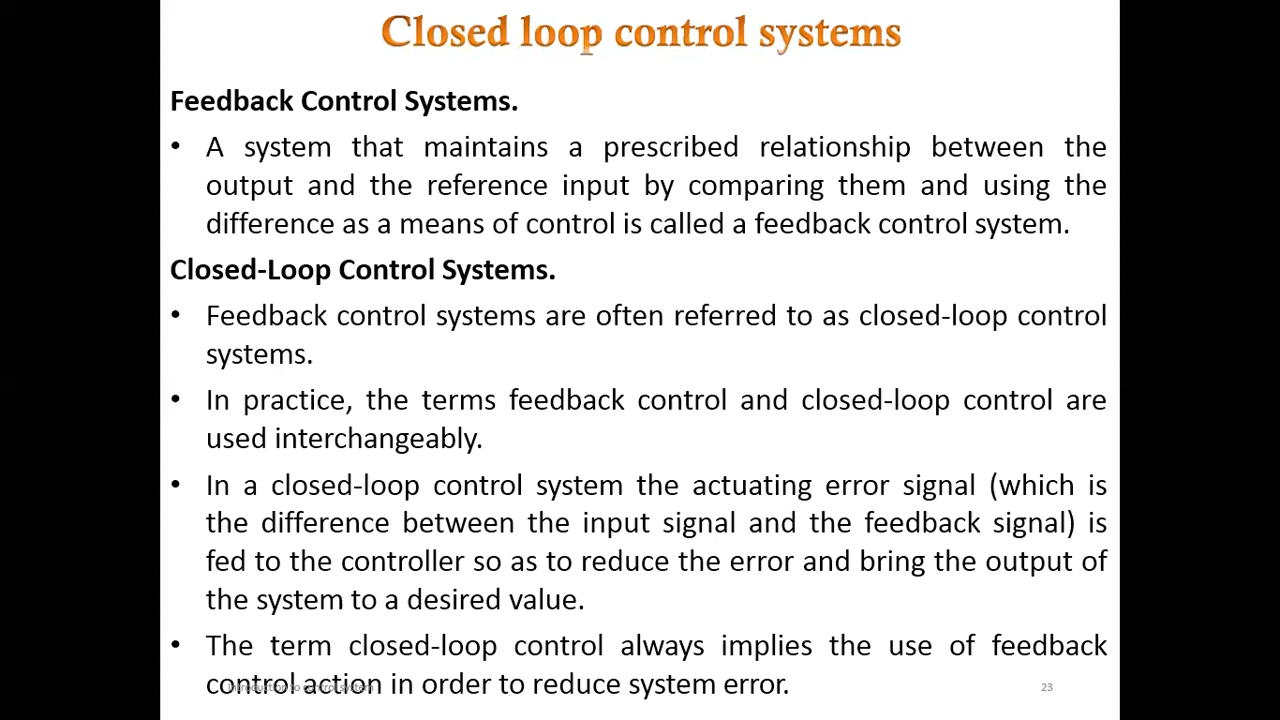 Closed loop control systems
Feedback Control Systems.
• A system that maintains a prescribed relationship between the
output and the reference input by comparing them and using the
difference as a means of control is called a feedback control system.
Closed-Loop Control Systems.
• Feedback control systems are often referred to as closed-loop control
systems.
• In practice, the terms feedback control and closed-loop control are
used interchangeably.
• In a closed-loop control system the actuating error signal (which is
the difference between the input signal and the feedback signal) is
fed to the controller so as to reduce the error and bring the output of
the system to a desired value.
• The term closed-loop control always implies the use of feedback
control action in order to reduce system error.
23